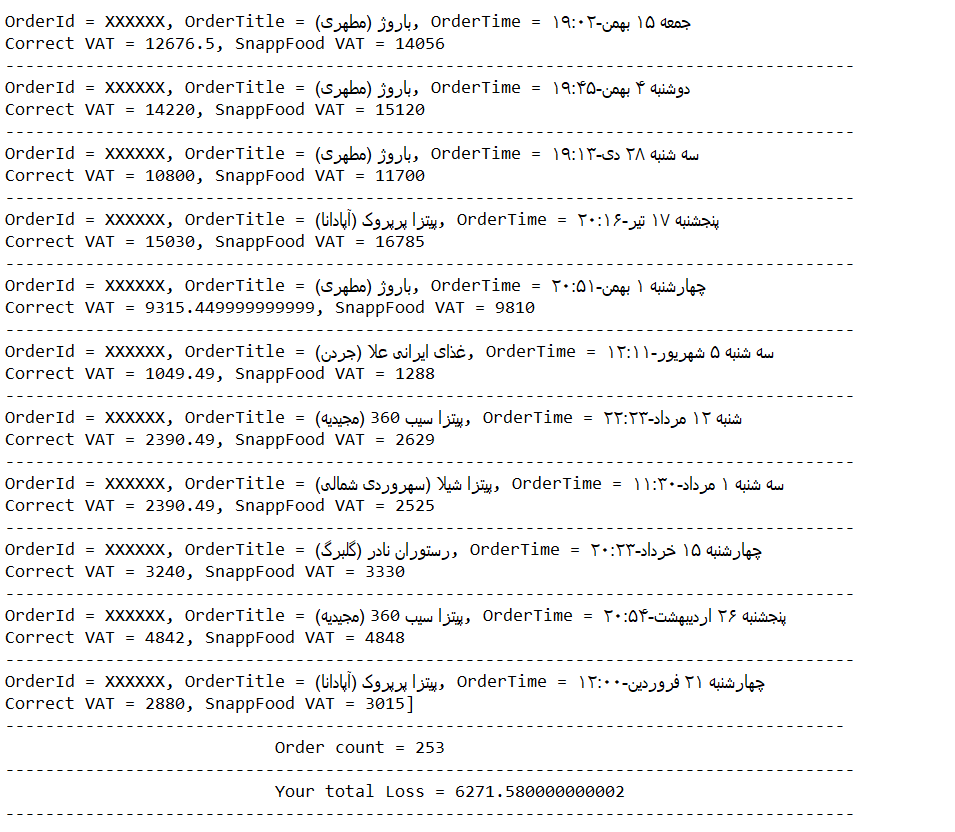 OrderId = XXXXXX, OrderTitle = باروژ (مطهری), OrderTime = جمعه ۱۵ بهمن-۱۹:۰۲
Correct VAT = 12676.5, SnappFood VAT = 14056
-------------------------------------------------------------------------------------
OrderId = XXXXXX, OrderTitle = باروژ (مطهری), OrderTime = دوشنبه ۴ بهمن-۱۹:۴۵
Correct VAT = 14220, SnappFood VAT = 15120
-------------------------------------------------------------------------------------
OrderId = XXXXXX, OrderTitle = باروژ (مطهری), OrderTime = سه شنبه ۲۸ دی-۱۹:۱۳
Correct VAT = 10800, SnappFood VAT = 11700
-------------------------------------------------------------------------------------
OrderId = XXXXXX, OrderTitle = پیتزا پرپروک (آپادانا), OrderTime = پنجشنبه ۱۷ تیر-۲۰:۱۶
Correct VAT = 15030, SnappFood VAT = 16785
-------------------------------------------------------------------------------------
OrderId = XXXXXX, OrderTitle = باروژ (مطهری), OrderTime = چهارشنبه ۱ بهمن-۲۰:۵۱
Correct VAT = 9315.449999999999, SnappFood VAT = 9810
-------------------------------------------------------------------------------------
OrderId = XXXXXX, OrderTitle = غذای ایرانی علا (جردن), OrderTime = سه شنبه ۵ شهریور-۱۲:۱۱
Correct VAT = 1049.49, SnappFood VAT = 1288
-------------------------------------------------------------------------------------
OrderId = XXXXXX, OrderTitle = پیتزا سیب 360 (مجیدیه), OrderTime = شنبه ۱۲ مرداد-۲۲:۲۳
Correct VAT = 2390.49, SnappFood VAT = 2629
-------------------------------------------------------------------------------------
OrderId = XXXXXX, OrderTitle = پیتزا شیلا (سهروردی شمالی), OrderTime = سه شنبه ۱ مرداد-۱۱:۳۰
Correct VAT = 2390.49, SnappFood VAT = 2525
-------------------------------------------------------------------------------------
OrderId = XXXXXX, OrderTitle = رستوران نادر (گلبرگ), OrderTime = چهارشنبه ۱۵ خرداد-۲۰:۲۳
Correct VAT = 3240, SnappFood VAT = 3330
-------------------------------------------------------------------------------------
OrderId = XXXXXX, OrderTitle = پیتزا سیب 360 (مجیدیه), OrderTime = پنجشنبه ۲۶ اردیبهشت-۲۰:۵۴
Correct VAT = 4842, SnappFood VAT = 4848
-------------------------------------------------------------------------------------
OrderId = XXXXXX, OrderTitle = پیتزا پرپروک (آپادانا), OrderTime = چهارشنبه ۲۱ فروردین-۱۲:۰۰
Correct VAT = 2880, SnappFood VAT = 3015]
------------------------------------------------------------------------------------
Order count = 253
-------------------------------------------------------------------------------------
Your total Loss = 6271.580000000002
-------------------------------------------------------------------------------------